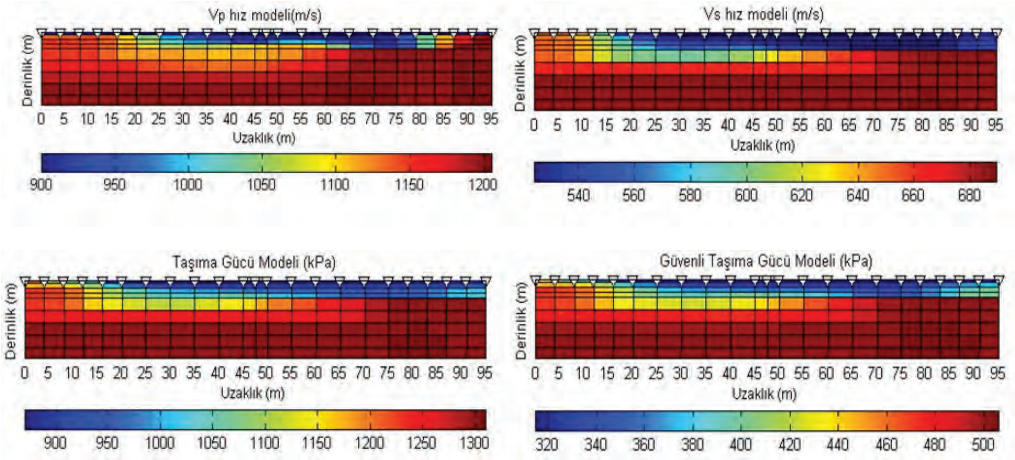 Vp hız modeli(m/s)
Derinlik (m)
0 5 10 15 20 25 30 35 40 45 50 55 60 65 70 75 80 85 90 95
Uzaklık (m)
900 950 1000 1050 1100 1150 1200
Vs hız modeli (m/s)
Derinlik (m)
0 5 10 15 20 25 30 35 40 45 50 55 60 65 70 75 80 85 90 95
Uzaklık (m)
540 560 580 600 620 640 660 680
Taşıma Gücü Modeli (kPa)
Derinlik (m)
0 5 10 15 20 25 30 35 40 45 50 55 60 65 70 75 80 85 90 95
Uzaklık (m)
900 950 1000 1050 1100 1150 1200 1250 1300
Güvenli Taşıma Gücü Modeli (kPa)
Derinlik (m)
0 5 10 15 20 25 30 35 40 45 50 55 60 65 70 75 80 85 90 95
Uzaklık (m)
320 340 360 380 400 420 440 460 480 500